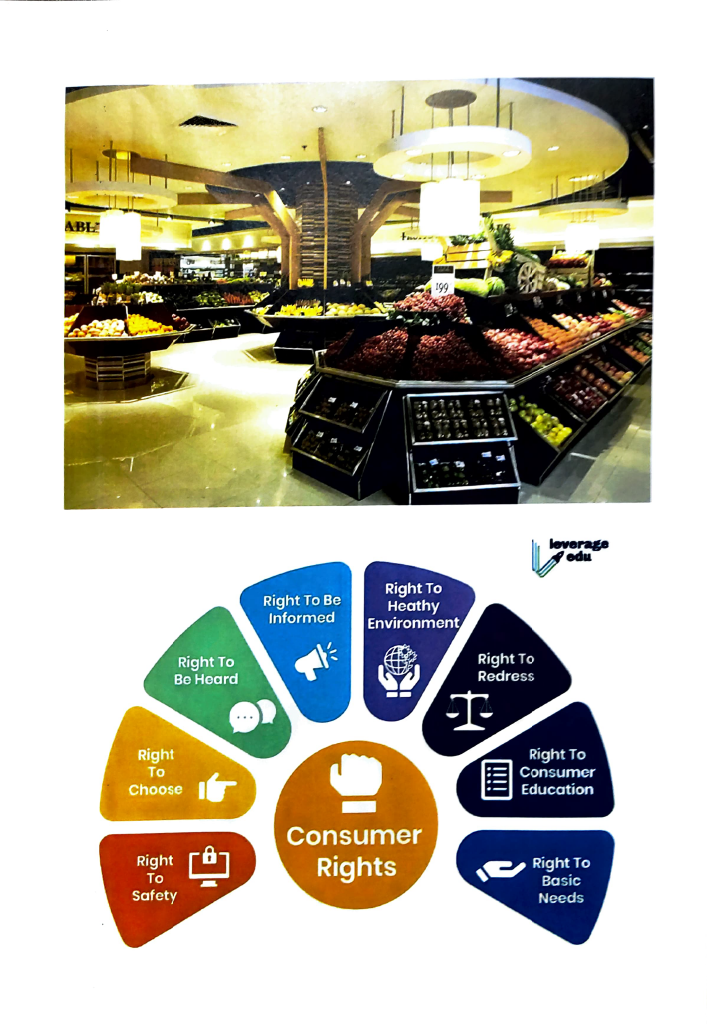 ABL
199
leverage
edu
Right To Be
Informed
Right To
Heathy
Environment
Right To
Be Heard
Right To
Redress
Right
To
Choose
Right To
Consumer
Education
Consumer
Rights
Right
To
Safety
Right To
Basic
Needs